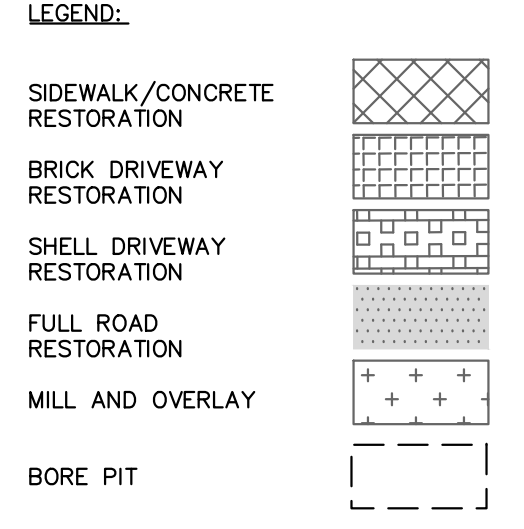 LEGEND:
SIDEWALK/CONCRETE
RESTORATION
BRICK DRIVEWAY
RESTORATION
SHELL DRIVEWAY
RESTORATION
FULL ROAD
RESTORATION
MILL AND OVERLAY
BORE PIT